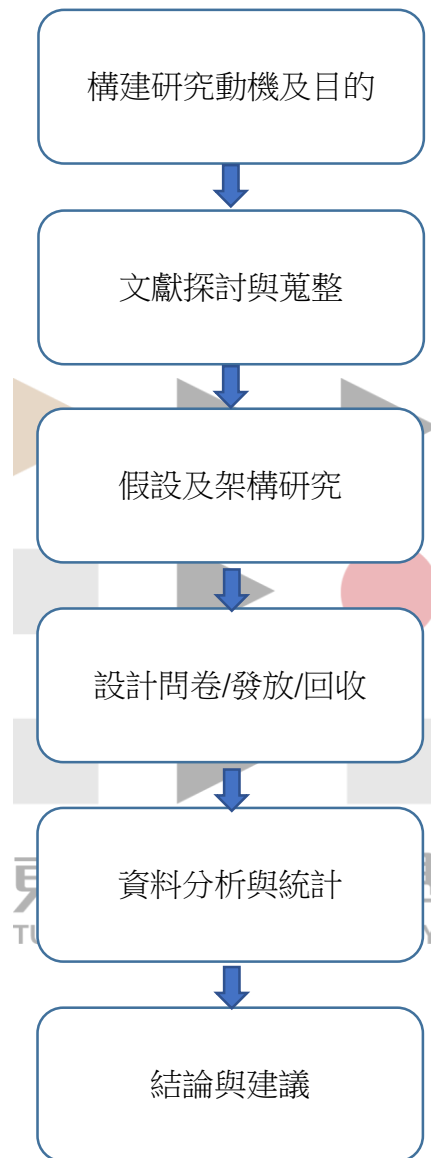 構建研究動機及目的
文獻探討與蒐整
假設及架構研究
設計問卷/發放/回收
資料分析與統計
結論與建議